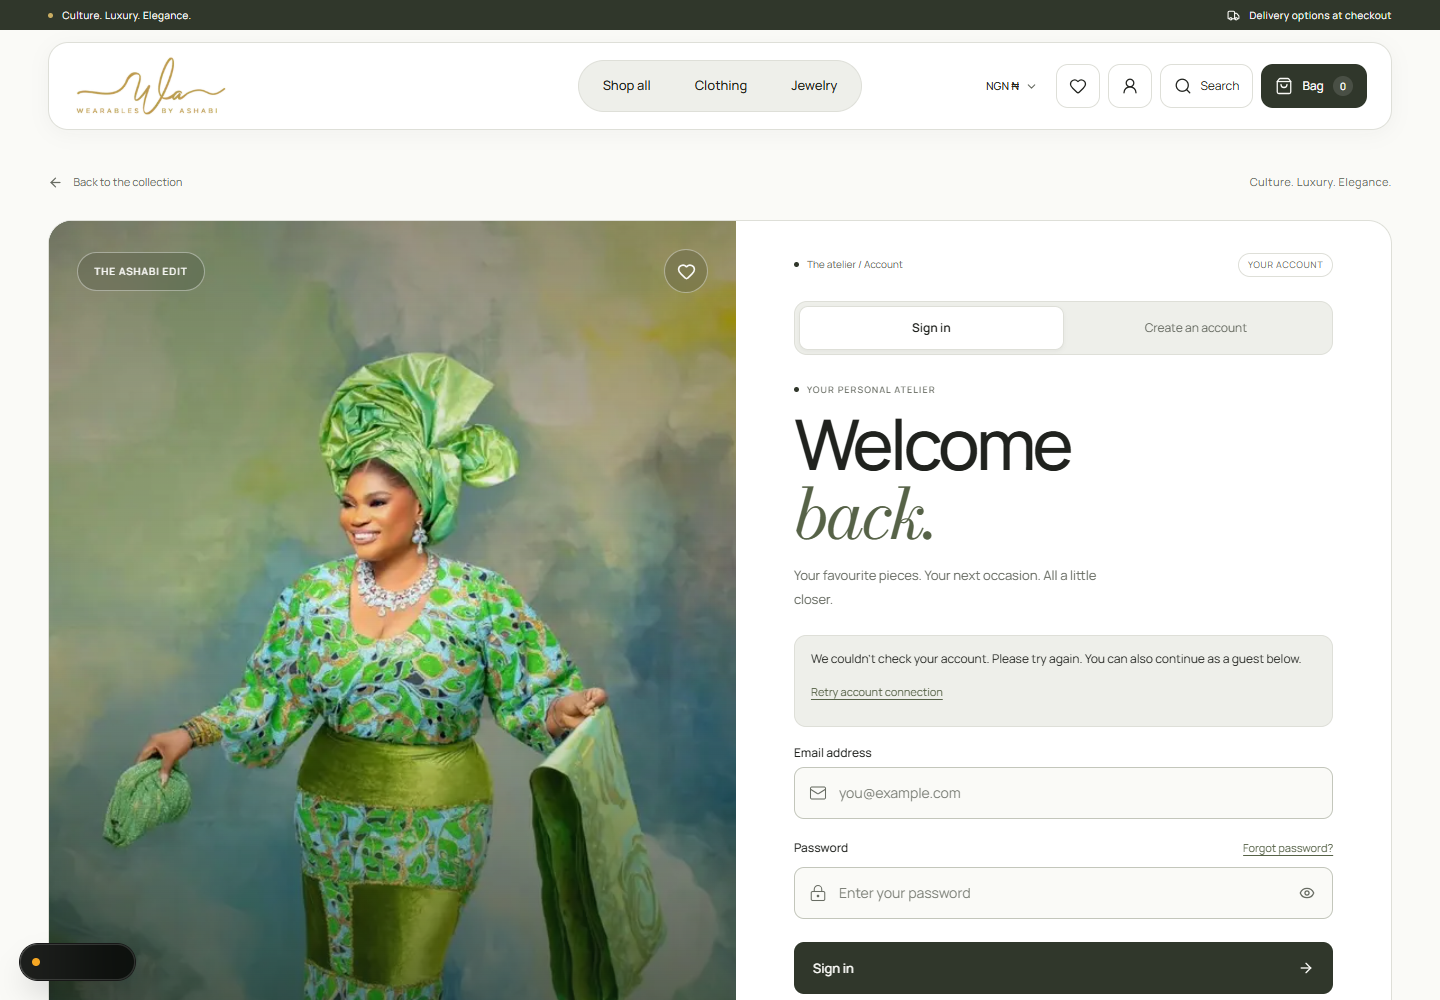 Culture. Luxury. Elegance.
Delivery options at checkout
Wa
WEARABLES BY ASHABI
Shop all
Clothing
Jewelry
NGN ₦
Search
Bag
0
Back to the collection
Culture. Luxury. Elegance.
THE ASHABI EDIT
The atelier / Account
YOUR ACCOUNT
Sign in
Create an account
YOUR PERSONAL ATELIER
Welcome
back.
Your favourite pieces. Your next occasion. All a little
closer.
We couldn't check your account. Please try again. You can also continue as a guest below.
Retry account connection
Email address
you@example.com
Password
Forgot password?
Enter your password
Sign in